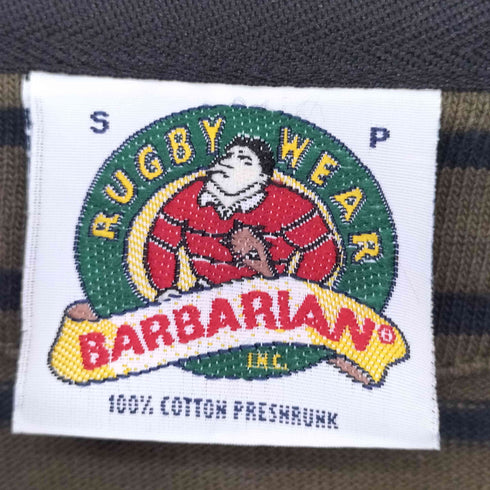 S P
RUGBY WEAR
BARBARIAN®
INC.
100% COTTON PRESHRUNK